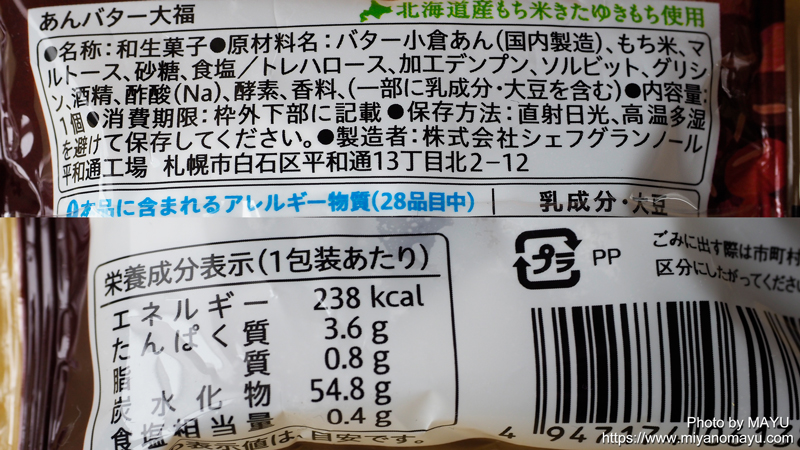 あんバター大福
北海道産もち米きたゆきもち使用
●名称:和生菓子●原材料名:バター小倉あん(国内製造)、もち米、マ
ルトース、砂糖、食塩／トレハロース、加工デンプン、ソルビット、グリシ
ン、酒精、酢酸(Na)、酵素、香料、(一部に乳成分・大豆を含む)●内容量:
1個●消費期限:枠外下部に記載●保存方法:直射日光、高温多湿
を避けて保存してください。●製造者:株式会社シェフグランノール
平和通工場 札幌市白石区平和通13丁目北2-12
本品に含まれるアレルギー物質(28品目中) 乳成分・大豆
栄養成分表示(1包装あたり)
エネルギー 238 kcal
たんぱく質 3.6 g
脂質 0.8 g
炭水化物 54.8 g
食塩相当量 0.4 g
表示値は、目安です。
プラ
PP
ごみに出す際は市町村
区分にしたがってくださ
Photo by MAYU
https://www.miyanomayu.com/